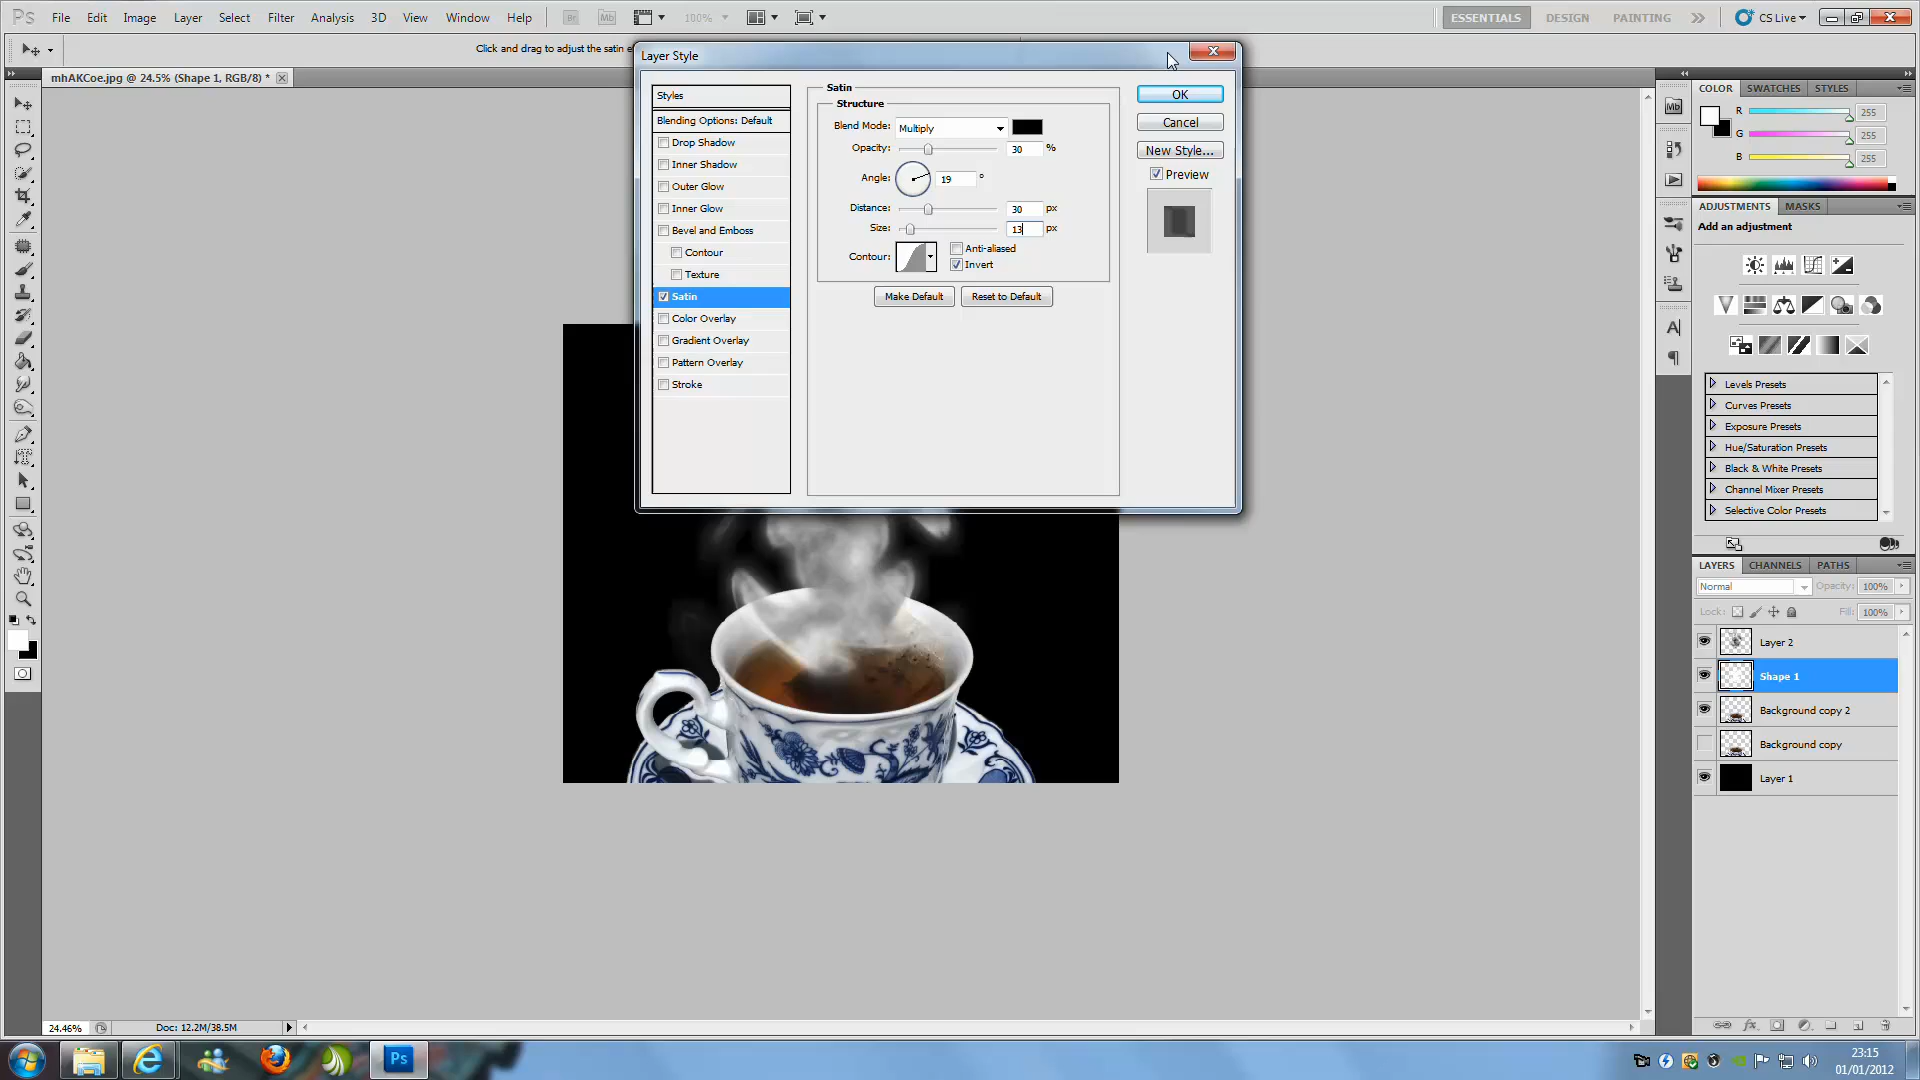 Ps File Edit Image Layer Select Filter Analysis 3D View Window Help Br Mb 100% ESSENTIALS DESIGN PAINTING CS Live
Click and drag to adjust the satin e
mhAKCoe.jpg @ 24.5% (Shape 1, RGB/8) *
Layer Style
Styles
Blending Options: Default
Drop Shadow
Inner Shadow
Outer Glow
Inner Glow
Bevel and Emboss
Contour
Texture
Satin
Color Overlay
Gradient Overlay
Pattern Overlay
Stroke
Satin
Structure
Blend Mode: Multiply
Opacity: 30 %
Angle: 19 °
Distance: 30 px
Size: 13 px
Contour: Anti-aliased
Invert
Make Default Reset to Default
OK
Cancel
New Style...
Preview
COLOR SWATCHES STYLES
R 255
G 255
B 255
Mb
ADJUSTMENTS MASKS
Add an adjustment
Levels Presets
Curves Presets
Exposure Presets
Hue/Saturation Presets
Black & White Presets
Channel Mixer Presets
Selective Color Presets
LAYERS CHANNELS PATHS
Normal Opacity: 100%
Lock: Fill: 100%
Layer 2
Shape 1
Background copy 2
Background copy
Layer 1
24.46% Doc: 12.2M/38.5M
Ps
23:15
01/01/2012